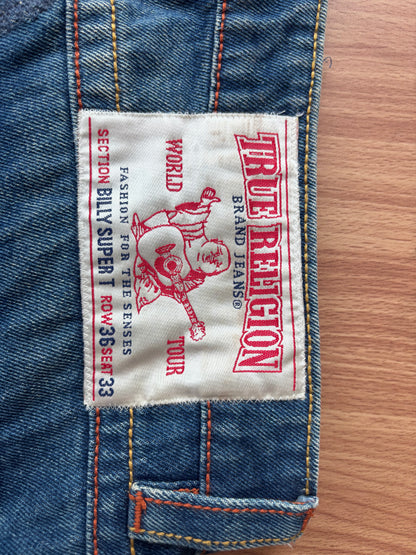 TRUE RELIGION
BRAND JEANS®
WORLD TOUR
FASHION FOR THE SENSES
SECTION BILLY SUPER T ROW 36 SEAT 33